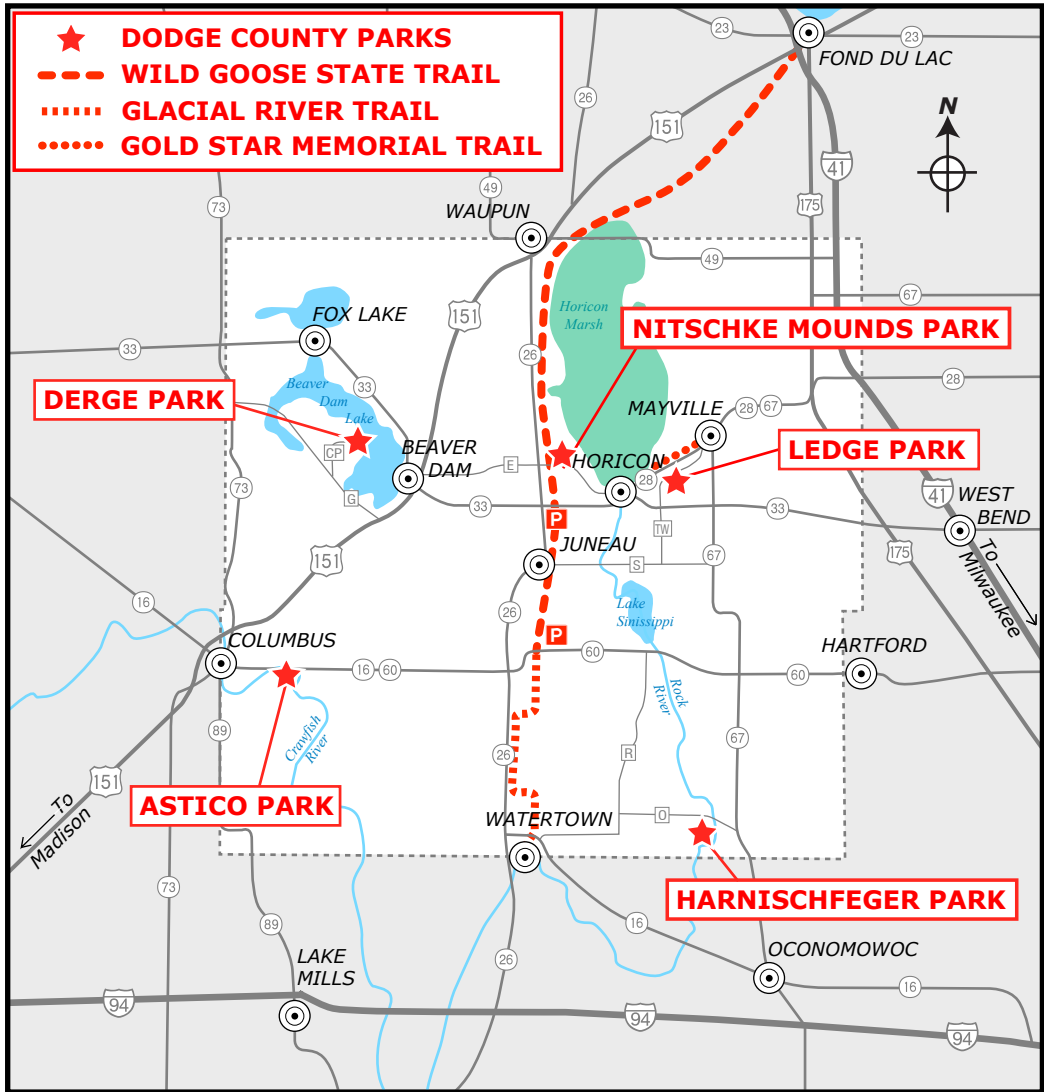 DODGE COUNTY PARKS
WILD GOOSE STATE TRAIL
GLACIAL RIVER TRAIL
GOLD STAR MEMORIAL TRAIL
23
23
FOND DU LAC
26
151
N
41
49
73
175
WAUPUN
49
67
151
Horicon
Marsh
FOX LAKE
NITSCHKE MOUNDS PARK
33
26
28
DERGE PARK
Beaver
Dam
Lake
33
MAYVILLE
28
67
CP
BEAVER
DAM
E
HORICON
LEDGE PARK
28
G
73
41
WEST
BEND
33
P
33
TW
JUNEAU
151
S
67
175
To
Milwaukee
16
26
Lake
Sinissippi
COLUMBUS
P
HARTFORD
16
60
60
60
Rock
River
89
Crawfish
River
67
26
R
151
ASTICO PARK
WATERTOWN
O
To
Madison
73
HARNISCHFEGER PARK
89
16
LAKE
MILLS
26
OCONOMOWOC
16
94
94
94